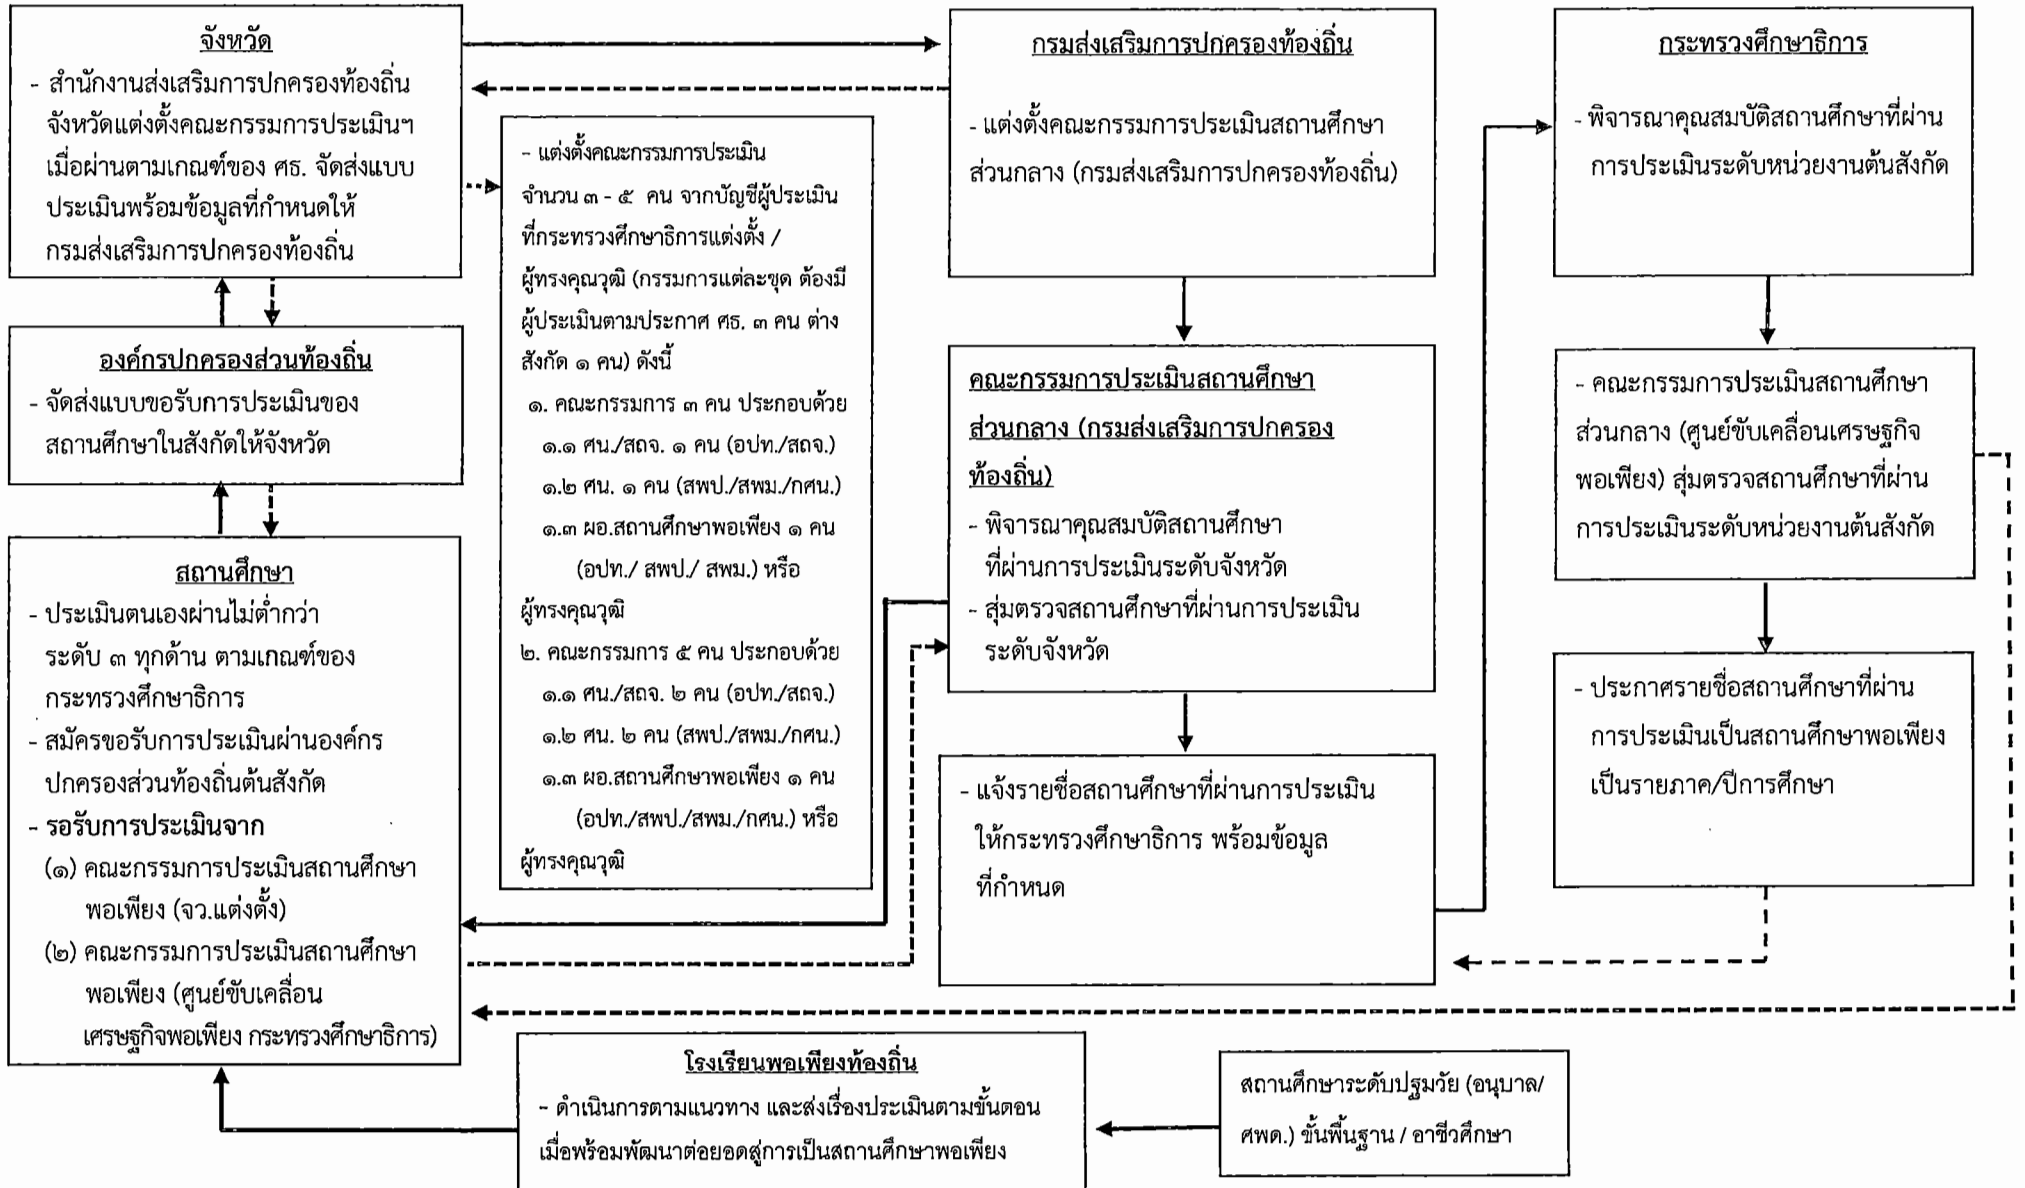 จังหวัด
- สำนักงานส่งเสริมการปกครองท้องถิ่น
จังหวัดแต่งตั้งคณะกรรมการประเมินฯ
เมื่อผ่านตามเกณฑ์ของ ศธ. จัดส่งแบบ
ประเมินพร้อมข้อมูลที่กำหนดให้
กรมส่งเสริมการปกครองท้องถิ่น
องค์กรปกครองส่วนท้องถิ่น
- จัดส่งแบบขอรับการประเมินของ
สถานศึกษาในสังกัดให้จังหวัด
สถานศึกษา
- ประเมินตนเองผ่านไม่ต่ำกว่า
ระดับ ๓ ทุกด้าน ตามเกณฑ์ของ
กระทรวงศึกษาธิการ
- สมัครขอรับการประเมินผ่านองค์กร
ปกครองส่วนท้องถิ่นต้นสังกัด
- รอรับการประเมินจาก
(๑) คณะกรรมการประเมินสถานศึกษา
พอเพียง (จว.แต่งตั้ง)
(๒) คณะกรรมการประเมินสถานศึกษา
พอเพียง (ศูนย์ขับเคลื่อน
เศรษฐกิจพอเพียง กระทรวงศึกษาธิการ)
- แต่งตั้งคณะกรรมการประเมิน
จำนวน ๓ - ๕ คน จากบัญชีผู้ประเมิน
ที่กระทรวงศึกษาธิการแต่งตั้ง /
ผู้ทรงคุณวุฒิ (กรรมการแต่ละชุด ต้องมี
ผู้ประเมินตามประกาศ ศธ. ๓ คน ต่าง
สังกัด ๑ คน) ดังนี้
๑. คณะกรรมการ ๓ คน ประกอบด้วย
๑.๑ ศน./สถจ. ๑ คน (อปท./สถจ.)
๑.๒ ศน. ๑ คน (สพป./สพม./กศน.)
๑.๓ ผอ.สถานศึกษาพอเพียง ๑ คน
(อปท./ สพป./ สพม.) หรือ
ผู้ทรงคุณวุฒิ
๒. คณะกรรมการ ๕ คน ประกอบด้วย
๑.๑ ศน./สถจ. ๒ คน (อปท./สถจ.)
๑.๒ ศน. ๒ คน (สพป./สพม./กศน.)
๑.๓ ผอ.สถานศึกษาพอเพียง ๑ คน
(อปท./สพป./สพม./กศน.) หรือ
ผู้ทรงคุณวุฒิ
กรมส่งเสริมการปกครองท้องถิ่น
- แต่งตั้งคณะกรรมการประเมินสถานศึกษา
ส่วนกลาง (กรมส่งเสริมการปกครองท้องถิ่น)
คณะกรรมการประเมินสถานศึกษา
ส่วนกลาง (กรมส่งเสริมการปกครอง
ท้องถิ่น)
- พิจารณาคุณสมบัติสถานศึกษา
ที่ผ่านการประเมินระดับจังหวัด
- สุ่มตรวจสถานศึกษาที่ผ่านการประเมิน
ระดับจังหวัด
- แจ้งรายชื่อสถานศึกษาที่ผ่านการประเมิน
ให้กระทรวงศึกษาธิการ พร้อมข้อมูล
ที่กำหนด
กระทรวงศึกษาธิการ
- พิจารณาคุณสมบัติสถานศึกษาที่ผ่าน
การประเมินระดับหน่วยงานต้นสังกัด
- คณะกรรมการประเมินสถานศึกษา
ส่วนกลาง (ศูนย์ขับเคลื่อนเศรษฐกิจ
พอเพียง) สุ่มตรวจสถานศึกษาที่ผ่าน
การประเมินระดับหน่วยงานต้นสังกัด
- ประกาศรายชื่อสถานศึกษาที่ผ่าน
การประเมินเป็นสถานศึกษาพอเพียง
เป็นรายภาค/ปีการศึกษา
โรงเรียนพอเพียงท้องถิ่น
- ดำเนินการตามแนวทาง และส่งเรื่องประเมินตามขั้นตอน
เมื่อพร้อมพัฒนาต่อยอดสู่การเป็นสถานศึกษาพอเพียง
สถานศึกษาระดับปฐมวัย (อนุบาล/
ศพด.) ขั้นพื้นฐาน / อาชีวศึกษา